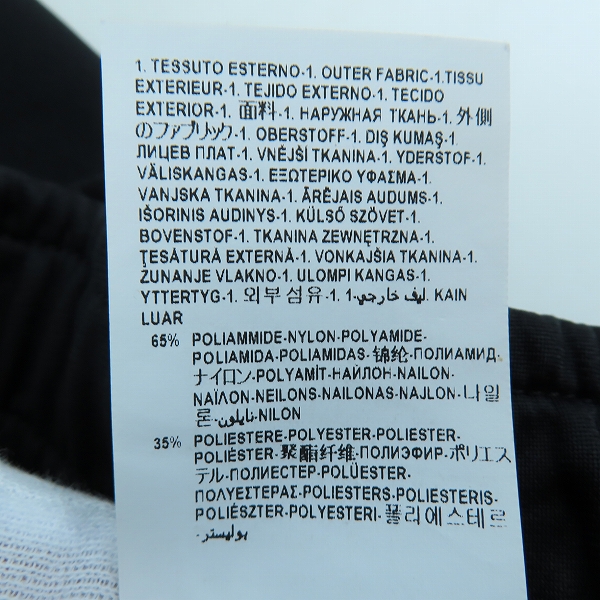 1. TESSUTO ESTERNO-1. OUTER FABRIC-1.TISSU
EXTERIEUR-1. TEJIDO EXTERNO-1. TECIDO
EXTERIOR-1. 面料-1. НАРУЖНАЯ ТКАНЬ-1. 外側
のファブリック-1. OBERSTOFF-1. DIŞ KUMAŞ-1.
ЛИЦЕВ ПЛАТ-1. VNĚJŠI TKANINA-1. YDERSTOF-1.
VÄLISKANGAS-1. ΕΞΩΤΕΡΙΚΟ ΥΦΑΣΜΑ-1.
VANJSKA TKANINA-1. ĀRĒJAIS AUDUMS-1.
IŠORINIS AUDINYS-1. KÜLSŐ SZÖVET-1.
BOVENSTOF-1. TKANINA ZEWNĘTRZNA-1.
ŢESĂTURĂ EXTERNĂ-1. VONKAJŠIA TKANINA-1.
ZUNANJE VLAKNO-1. ULOMPI KANGAS-1.
YTTERTYG-1. 외부 섬유-1. 1-ليف خارجي. KAIN
LUAR
65% POLIAMMIDE-NYLON-POLYAMIDE-
POLIAMIDA-POLIAMIDAS-锦纶-ПОЛИАМИД-
ナイロン-POLYAMİT-НАЙЛОН-NAILON-
ΝΑΪΛΟΝ-NEILONS-NAILONAS-NAJLON-나일
론-نايلون-NILON
35% POLIESTERE-POLYESTER-POLIESTER-
POLIÉSTER-聚酯纤维-ПОЛИЭФИР-ポリエス
テル-ПОЛИЕСТЕР-POLÜESTER-
ΠΟΛΥΕΣΤΕΡΑΣ-POLIESTERS-POLIESTERIS-
POLIÉSZTER-POLYESTERI-폴리에스테르
-بوليستر